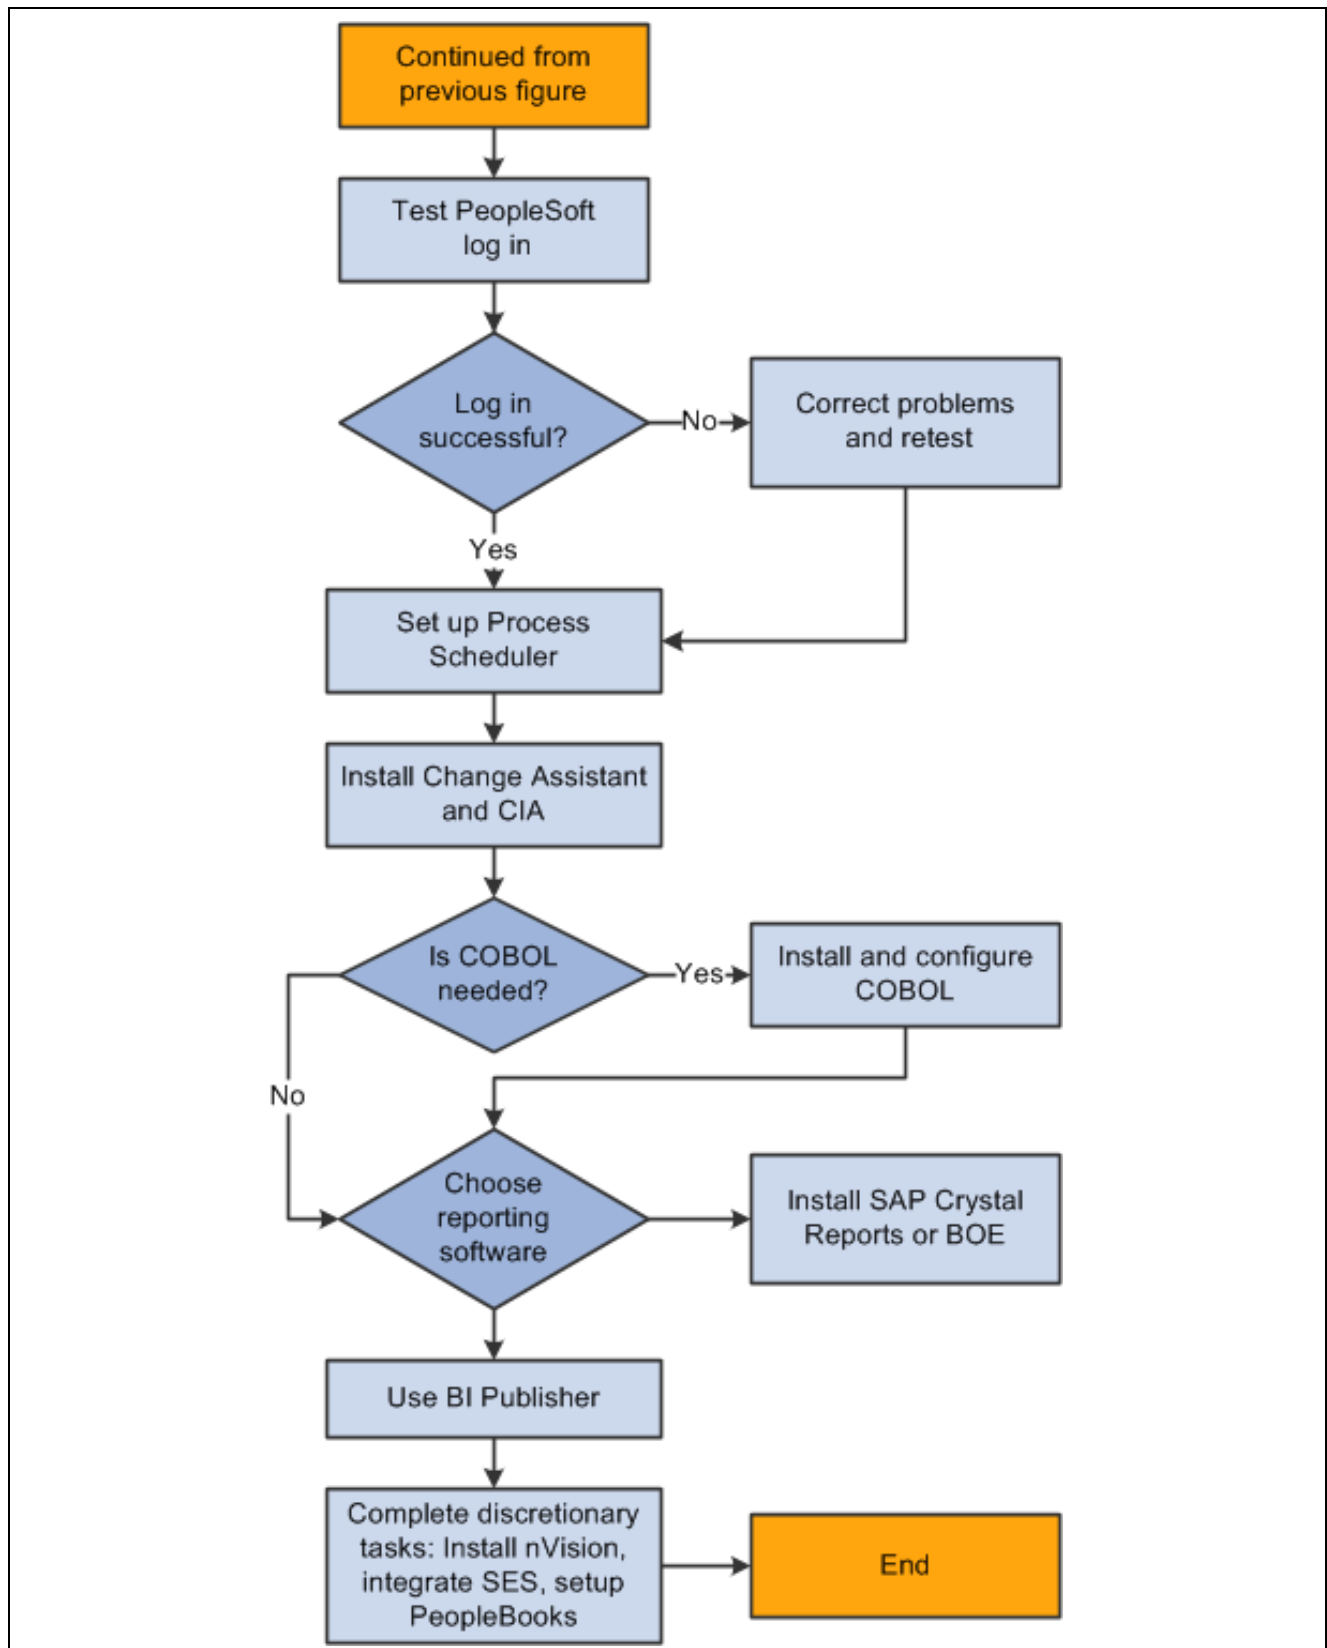 Continued from
previous figure
Test PeopleSoft
log in
Log in
successful?
No
Correct problems
and retest
Yes
Set up Process
Scheduler
Install Change Assistant
and CIA
Is COBOL
needed?
Yes
Install and configure
COBOL
No
Choose
reporting
software
Install SAP Crystal
Reports or BOE
Use BI Publisher
Complete discretionary
tasks: Install nVision,
integrate SES, setup
PeopleBooks
End